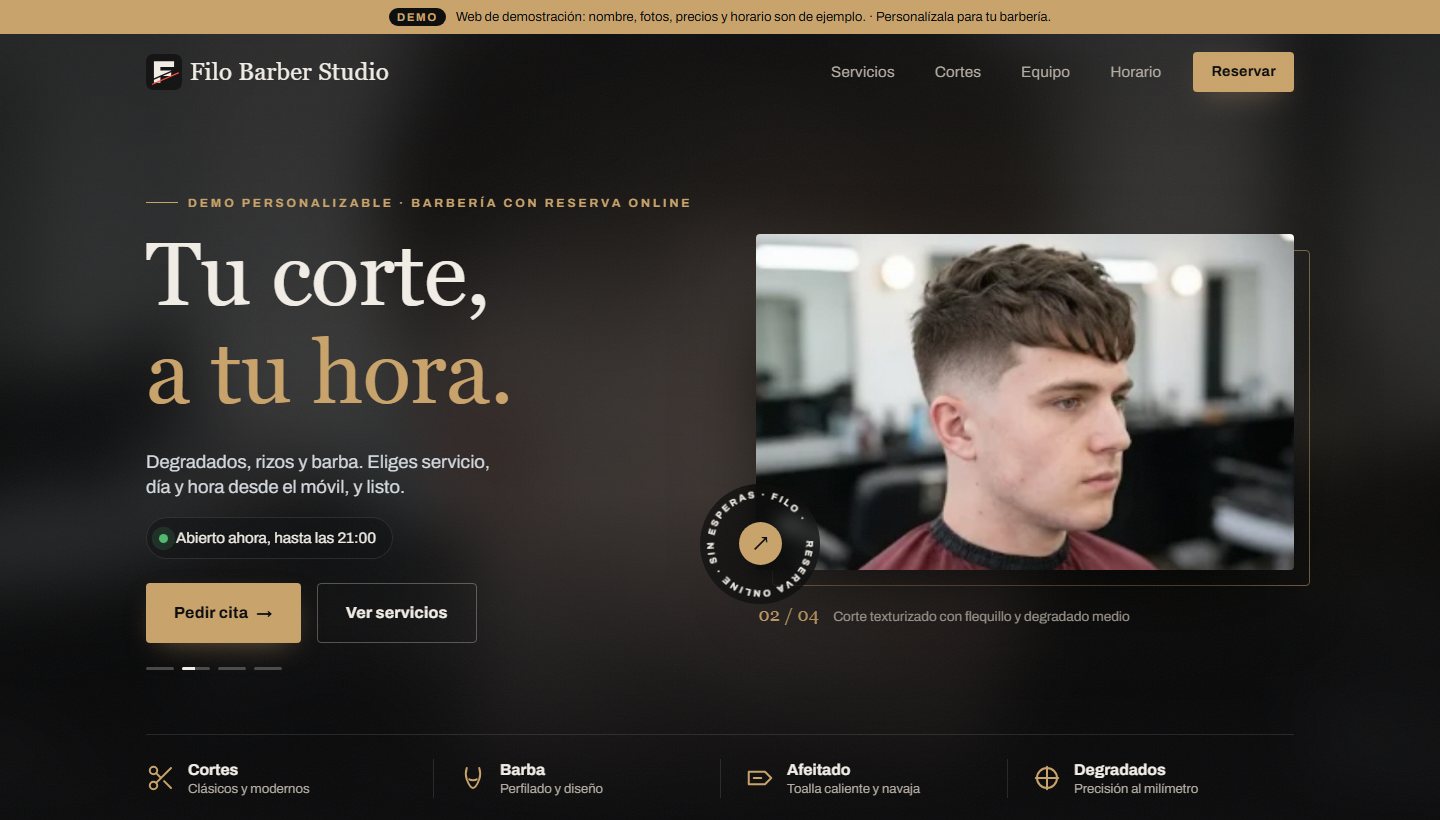 DEMO Web de demostración: nombre, fotos, precios y horario son de ejemplo. · Personalízala para tu barbería.
Filo Barber Studio
Servicios
Cortes
Equipo
Horario
Reservar
DEMO PERSONALIZABLE · BARBERÍA CON RESERVA ONLINE
Tu corte,
a tu hora.
Degradados, rizos y barba. Eliges servicio,
día y hora desde el móvil, y listo.
Abierto ahora, hasta las 21:00
Pedir cita →
Ver servicios
RESERVA ONLINE · SIN ESPERAS · FILO ·
↗
02 / 04 Corte texturizado con flequillo y degradado medio
Cortes
Clásicos y modernos
Barba
Perfilado y diseño
Afeitado
Toalla caliente y navaja
Degradados
Precisión al milímetro